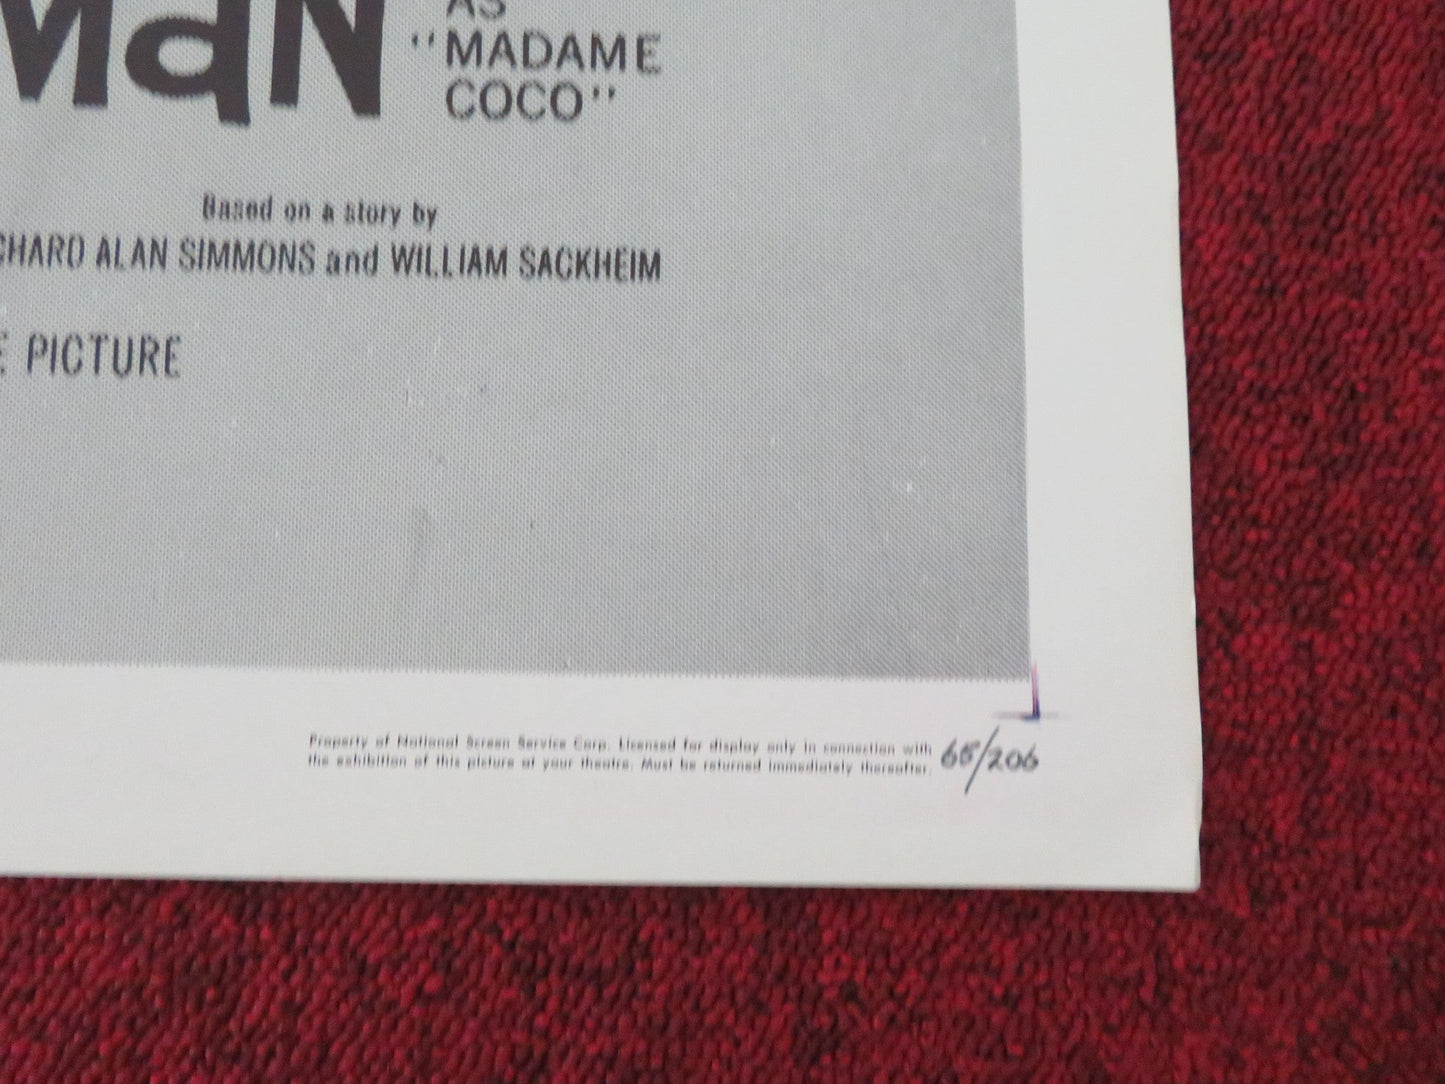 Man AS
"MADAME
COCO"
Based on a story by
CHARD ALAN SIMMONS and WILLIAM SACKHEIM
E PICTURE
Property of National Screen Service Corp. Licensed for display only in connection with
the exhibition of this picture at your theatre. Must be returned immediately thereafter.
65/206